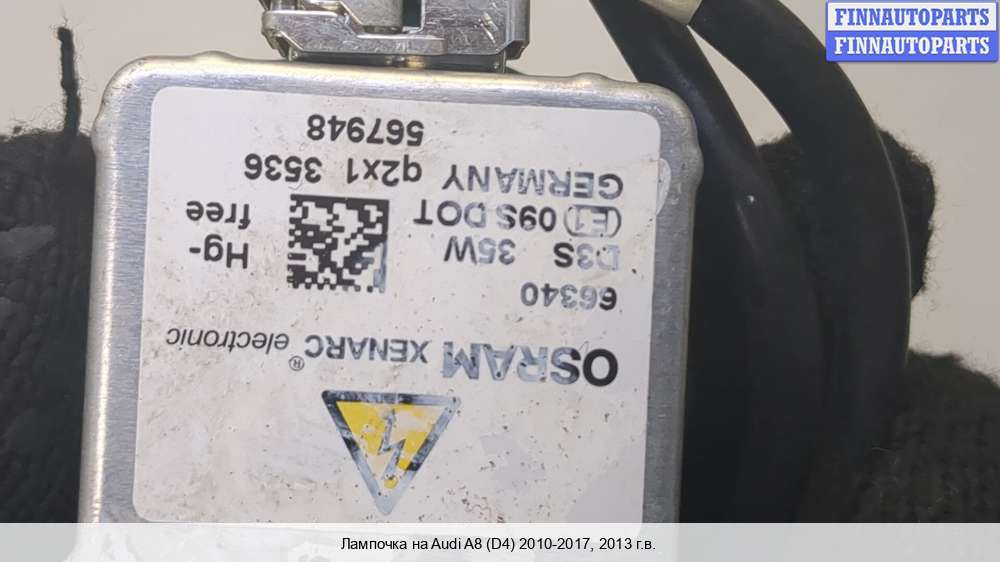 FINNAUTOPARTS
FINNAUTOPARTS
OSRAM XENARC® electronic
66340
D3S 35W
Hg-
free
(E1) 09S DOT
GERMANY q2x1 3536
567948
Лампочка на Audi A8 (D4) 2010-2017, 2013 г.в.